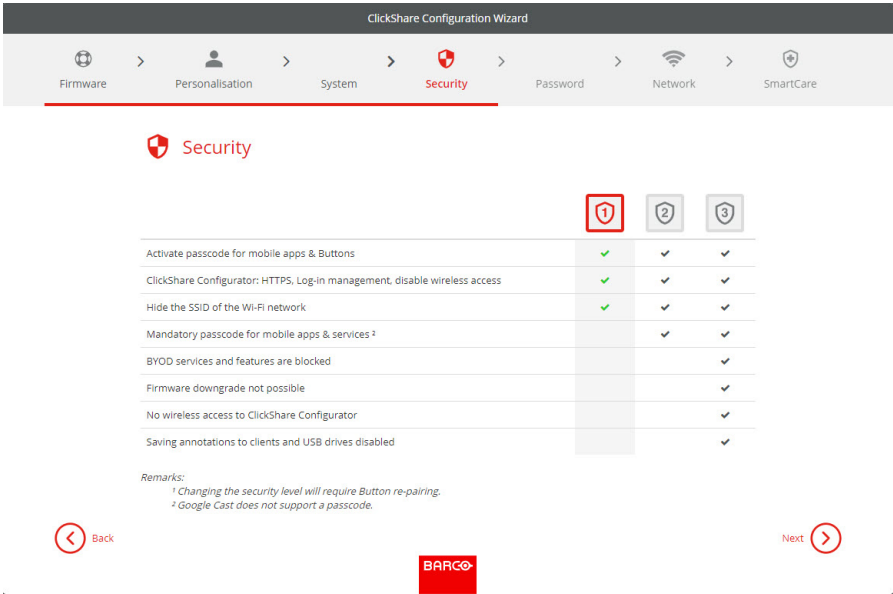 ClickShare Configuration Wizard
Firmware > Personalisation > System > Security > Password > Network > SmartCare
Security
1 2 3
Activate passcode for mobile apps & Buttons
ClickShare Configurator: HTTPS, Log-in management, disable wireless access
Hide the SSID of the Wi-Fi network
Mandatory passcode for mobile apps & services ²
BYOD services and features are blocked
Firmware downgrade not possible
No wireless access to ClickShare Configurator
Saving annotations to clients and USB drives disabled
Remarks:
¹ Changing the security level will require Button re-pairing.
² Google Cast does not support a passcode.
Back
Next
BARCO